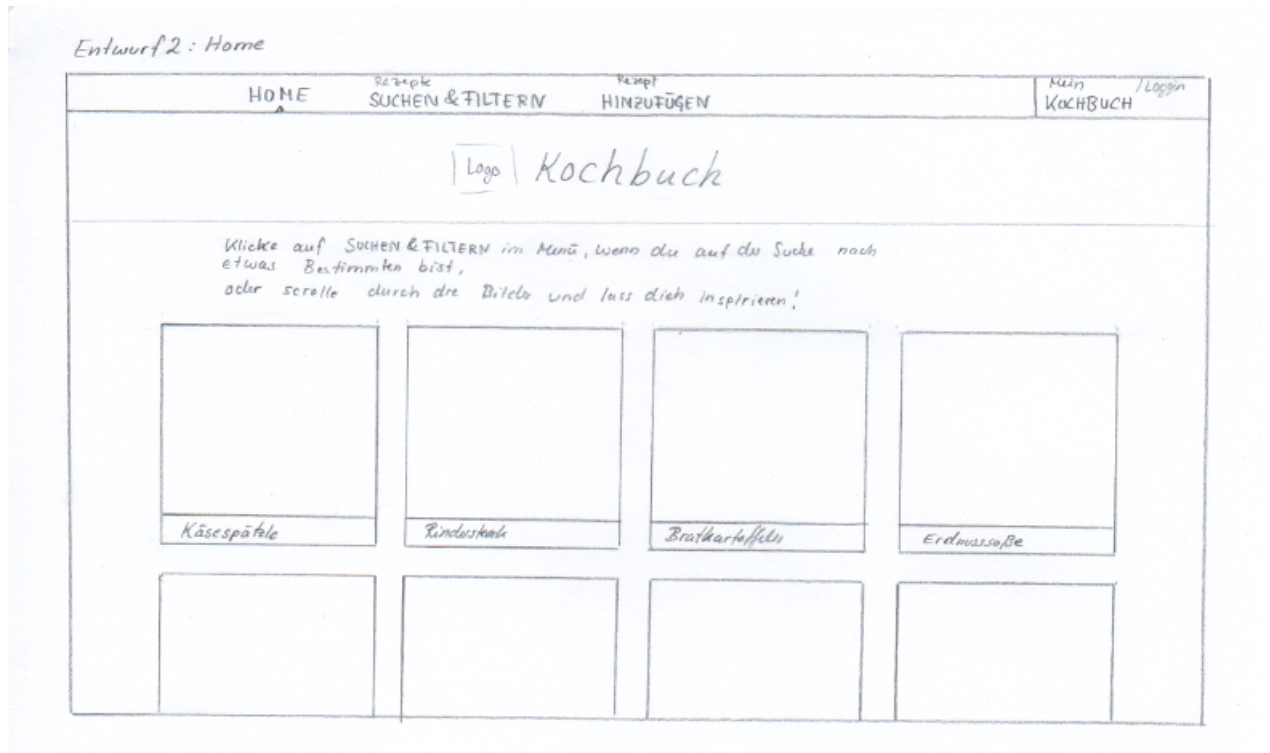 Entwurf 2: Home
HOME
Rezepte
SUCHEN & FILTERN
Rezept
HINZUFÜGEN
Mein / Loggin
KOCHBUCH
Logo Kochbuch
Klicke auf SUCHEN & FILTERN im Menü, wenn du auf der Suche nach
etwas Bestimmten bist,
oder scrolle durch die Bilder und lass dich inspirieren!
Käsespätzle
Rindersteak
Bratkartoffeln
Erdnusssoße